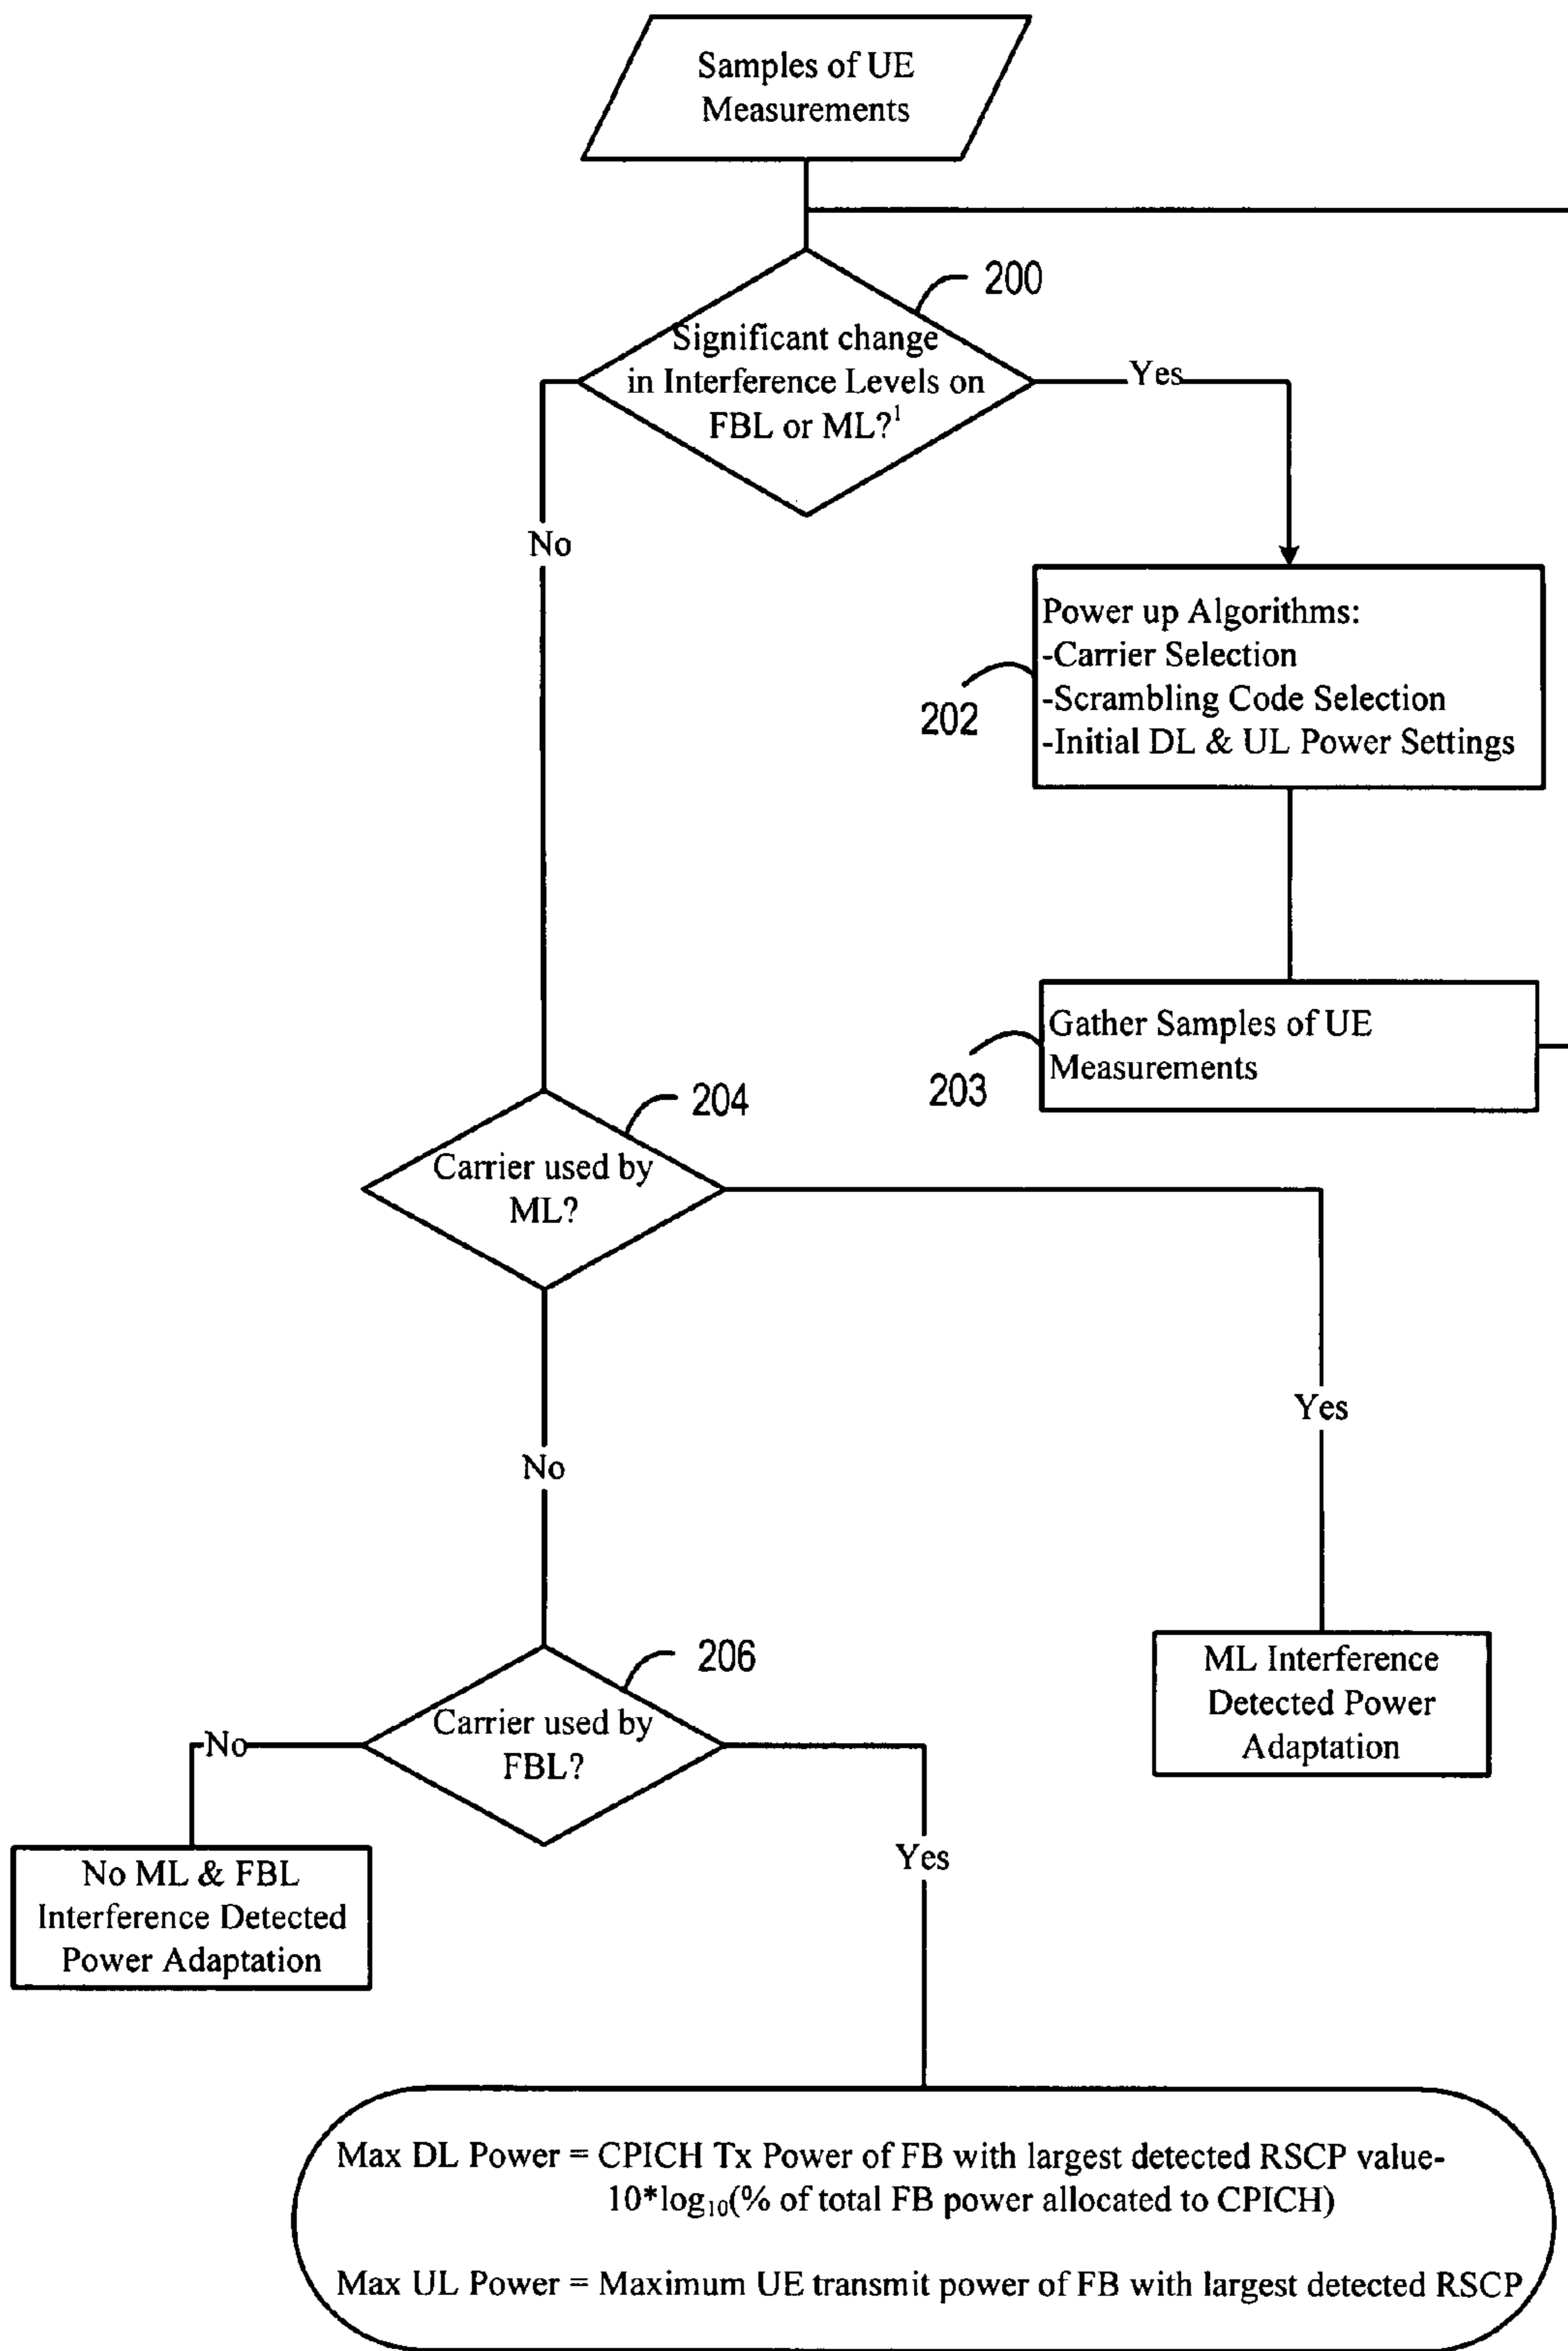 Samples of UE
Measurements
200
Significant change
in Interference Levels on
FBL or ML?¹
Yes
No
Power up Algorithms:
-Carrier Selection
-Scrambling Code Selection
-Initial DL & UL Power Settings
202
Gather Samples of UE
Measurements
203
204
Carrier used by
ML?
Yes
No
206
Carrier used by
FBL?
ML Interference
Detected Power
Adaptation
No
Yes
No ML & FBL
Interference Detected
Power Adaptation
Max DL Power = CPICH Tx Power of FB with largest detected RSCP value-
10*log₁₀(% of total FB power allocated to CPICH)
Max UL Power = Maximum UE transmit power of FB with largest detected RSCP